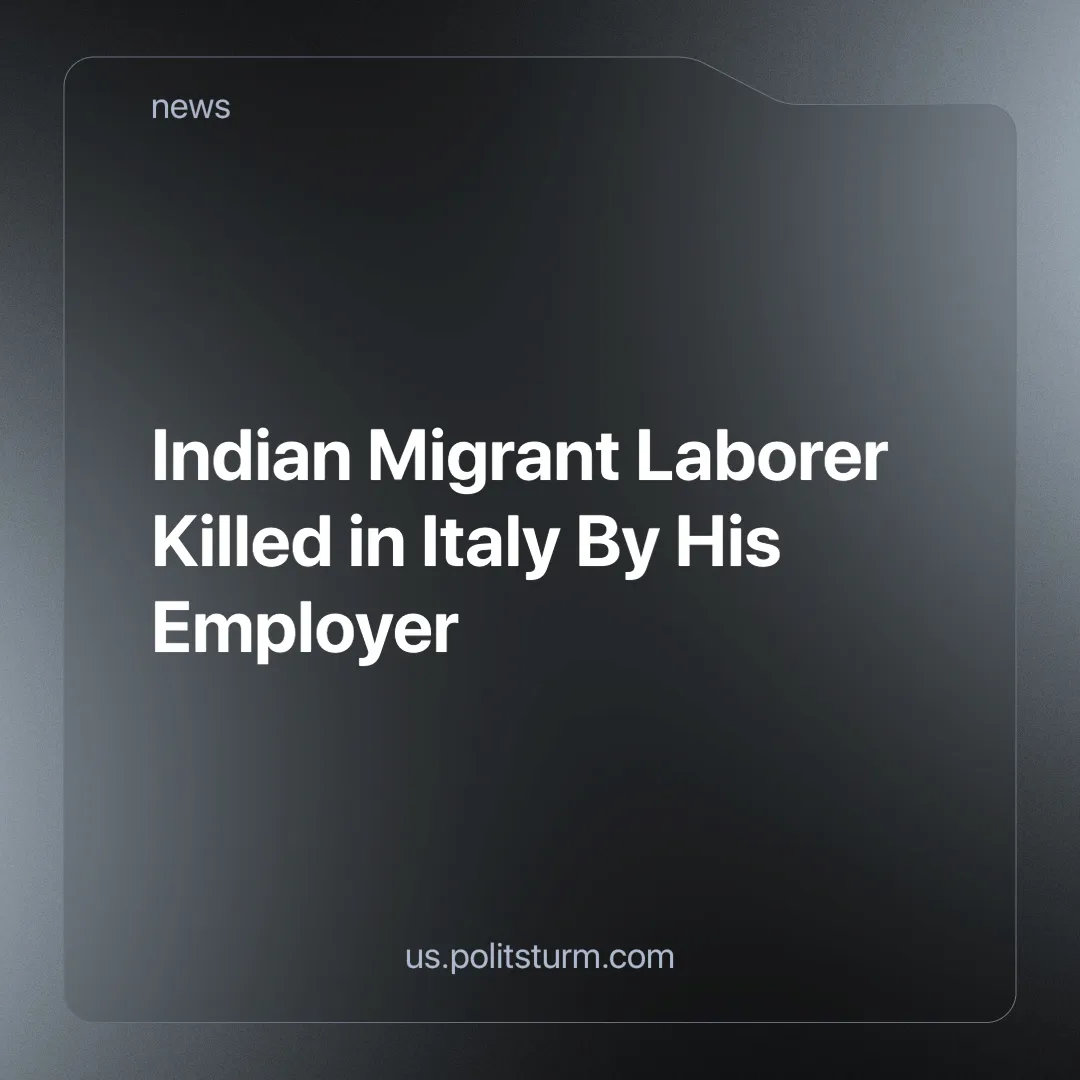 news
Indian Migrant Laborer
Killed in Italy By His
Employer
us.politsturm.com